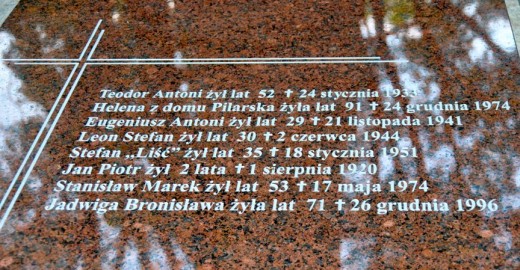 Teodor Antoni żył lat 52 ✝ 24 stycznia 1933
Helena z domu Pilarska żyła lat 91 ✝ 24 grudnia 1974
Eugeniusz Antoni żył lat 29 ✝ 21 listopada 1941
Leon Stefan żył lat 30 ✝ 2 czerwca 1944
Stefan „Liść” żył lat 35 ✝ 18 stycznia 1951
Jan Piotr żył 2 lata ✝ 1 sierpnia 1920
Stanisław Marek żył lat 53 ✝ 17 maja 1974
Jadwiga Bronisława żyła lat 71 ✝ 26 grudnia 1996